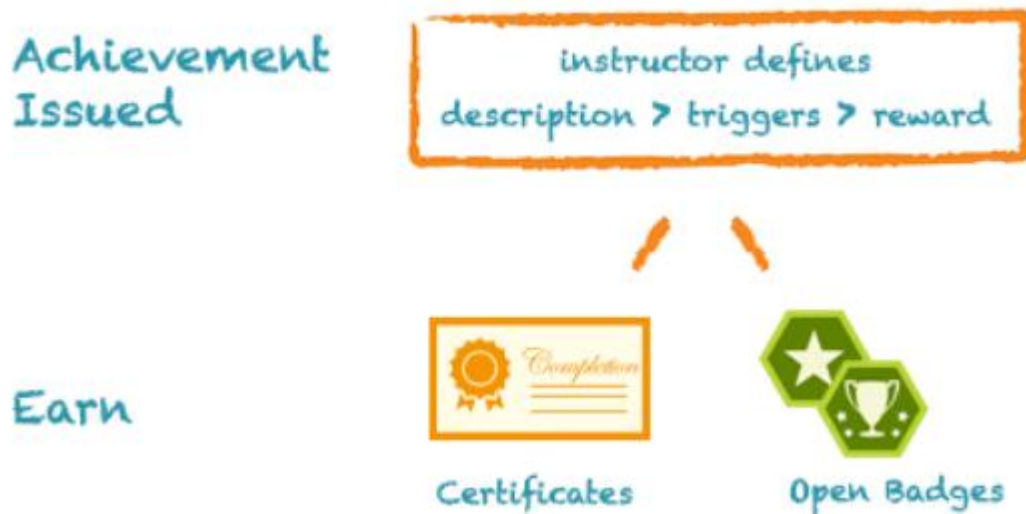 Achievement
Issued
instructor defines
description > triggers > reward
Earn
Completion
Certificates
Open Badges